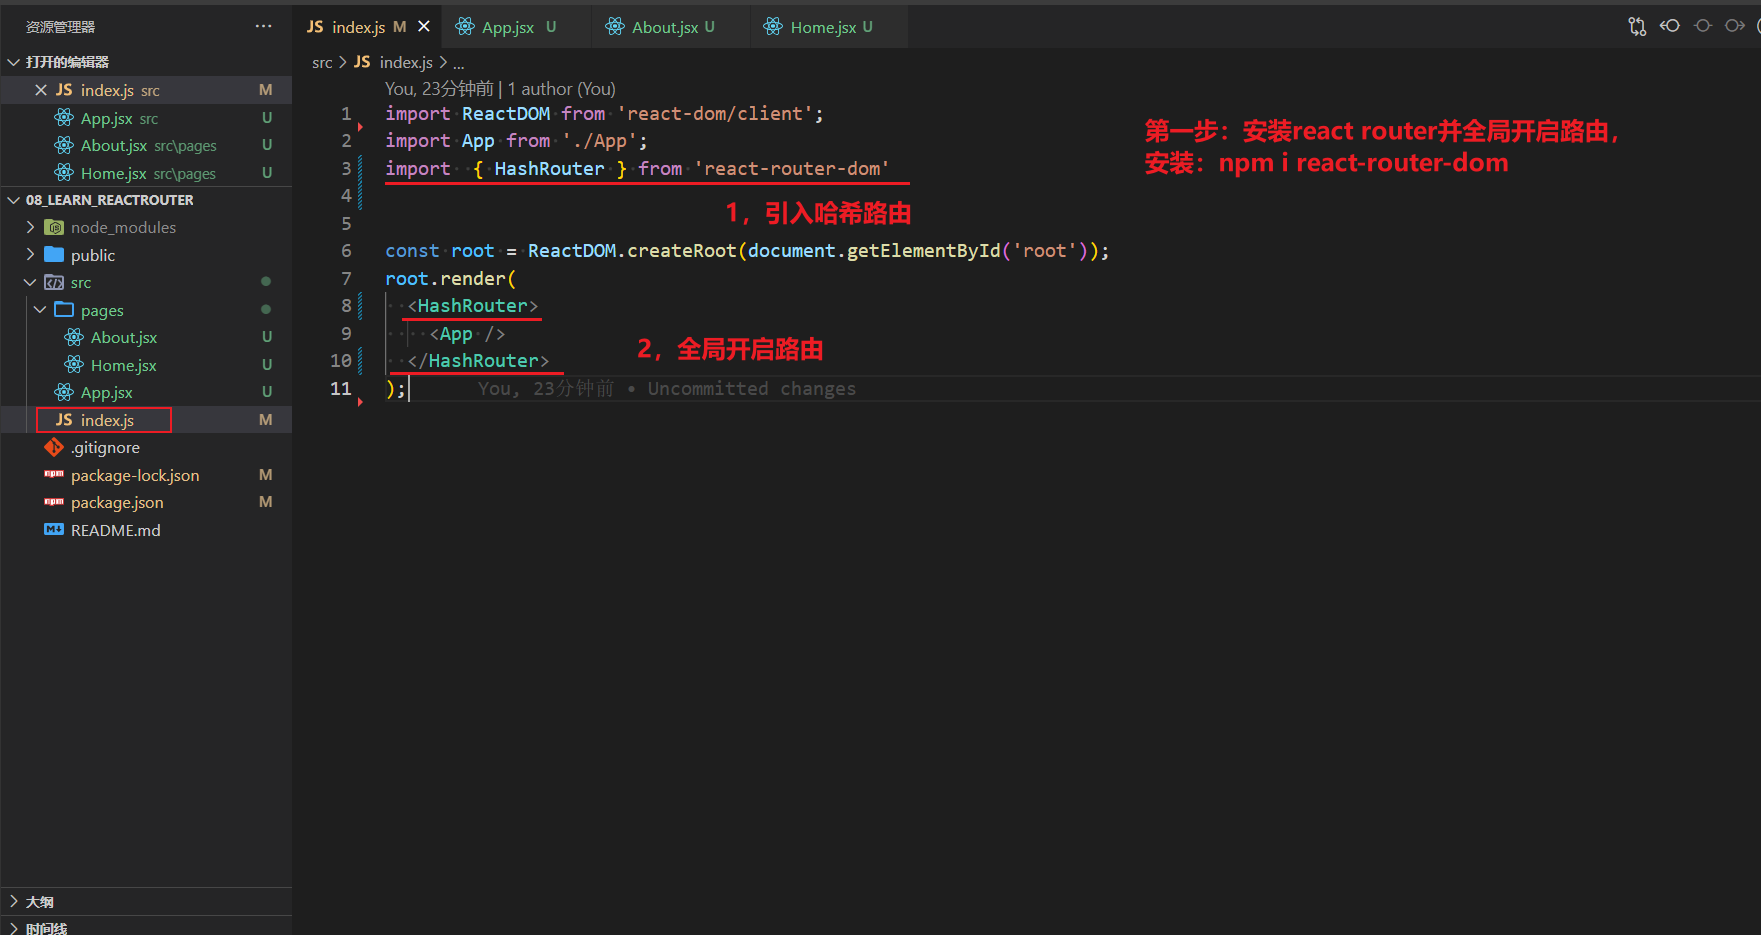 资源管理器 ···
JS index.js M ×
App.jsx U
About.jsx U
Home.jsx U
打开的编辑器
× JS index.js src M
App.jsx src U
About.jsx src\pages U
Home.jsx src\pages U
08_LEARN_REACTROUTER
node_modules
public
src
pages
About.jsx U
Home.jsx U
App.jsx U
JS index.js M
.gitignore
package-lock.json M
package.json M
README.md
大纲
时间线
src > JS index.js > ...
You, 23分钟前 | 1 author (You)
1 import ReactDOM from 'react-dom/client';
2 import App from './App';
3 import { HashRouter } from 'react-router-dom'
4
5
6 const root = ReactDOM.createRoot(document.getElementById('root'));
7 root.render(
8 <HashRouter>
9 <App />
10 </HashRouter>
11 ); You, 23分钟前 • Uncommitted changes
第一步：安装react router并全局开启路由，
安装：npm i react-router-dom
1，引入哈希路由
2，全局开启路由